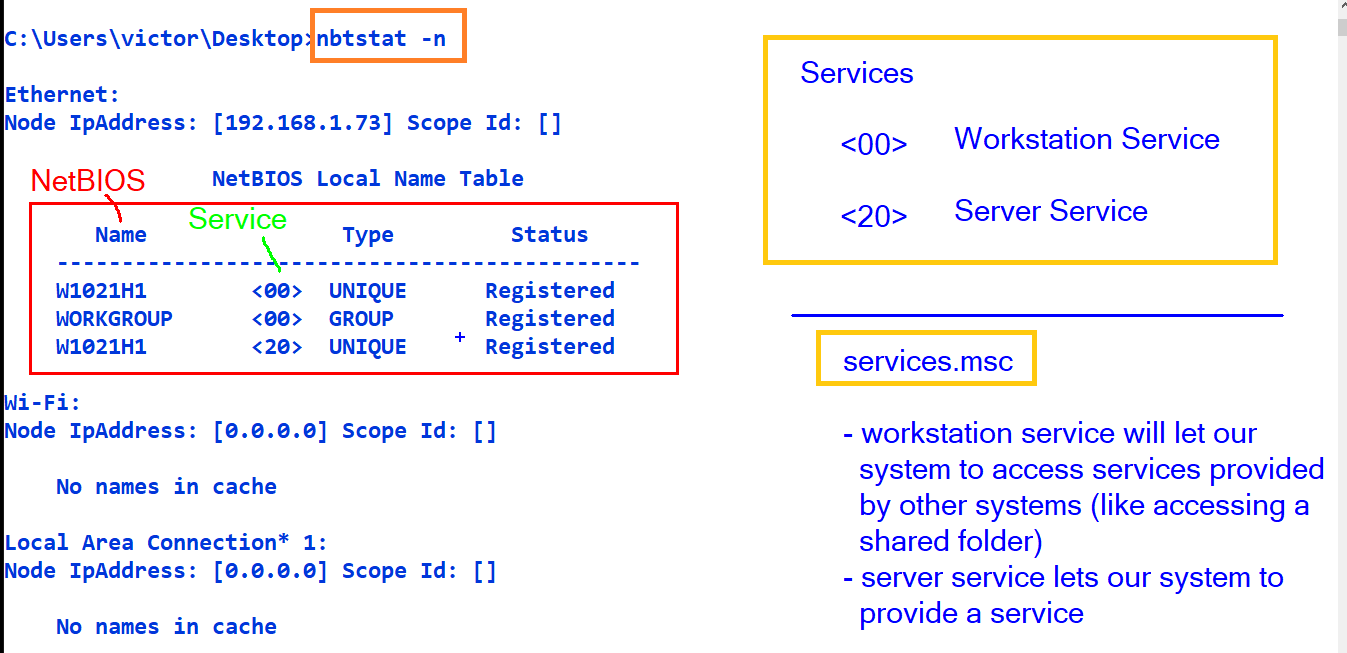 C:\Users\victor\Desktop>nbtstat -n
Ethernet:
Node IpAddress: [192.168.1.73] Scope Id: []
NetBIOS Local Name Table
NetBIOS
Service
Name Type Status
---------------------------------------------
W1021H1 <00> UNIQUE Registered
WORKGROUP <00> GROUP Registered
W1021H1 <20> UNIQUE Registered
Wi-Fi:
Node IpAddress: [0.0.0.0] Scope Id: []
No names in cache
Local Area Connection* 1:
Node IpAddress: [0.0.0.0] Scope Id: []
No names in cache
Services
<00> Workstation Service
<20> Server Service
services.msc
- workstation service will let our
system to access services provided
by other systems (like accessing a
shared folder)
- server service lets our system to
provide a service